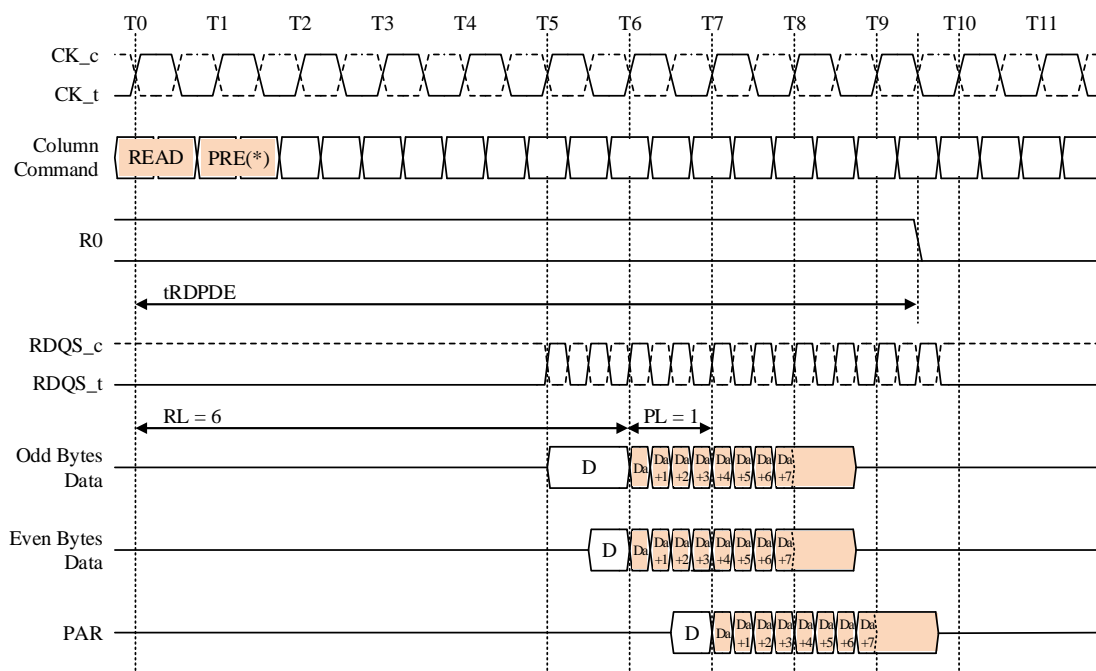 T0 T1 T2 T3 T4 T5 T6 T7 T8 T9 T10 T11
CK_c
CK_t
Column
Command
READ PRE(*)
R0
tRDPDE
RDQS_c
RDQS_t
RL = 6 PL = 1
Odd Bytes
Data
D Da Da +1 Da +2 Da +3 Da +4 Da +5 Da +6 Da +7
Even Bytes
Data
D Da Da +1 Da +2 Da +3 Da +4 Da +5 Da +6 Da +7
PAR
D Da Da +1 Da +2 Da +3 Da +4 Da +5 Da +6 Da +7